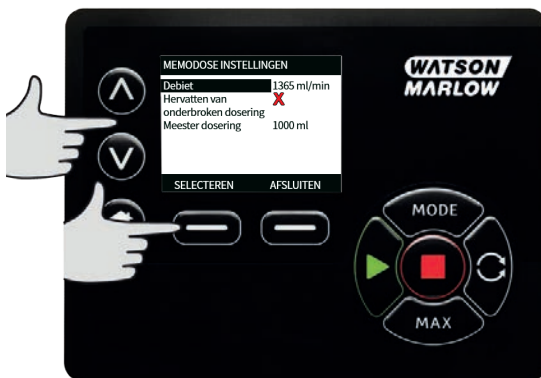 MEMODOSE INSTELLINGEN
Debiet 1365 ml/min
Hervatten van
onderbroken dosering
Meester dosering 1000 ml
SELECTEREN AFSLUITEN
WATSON
MARLOW
MODE
MAX